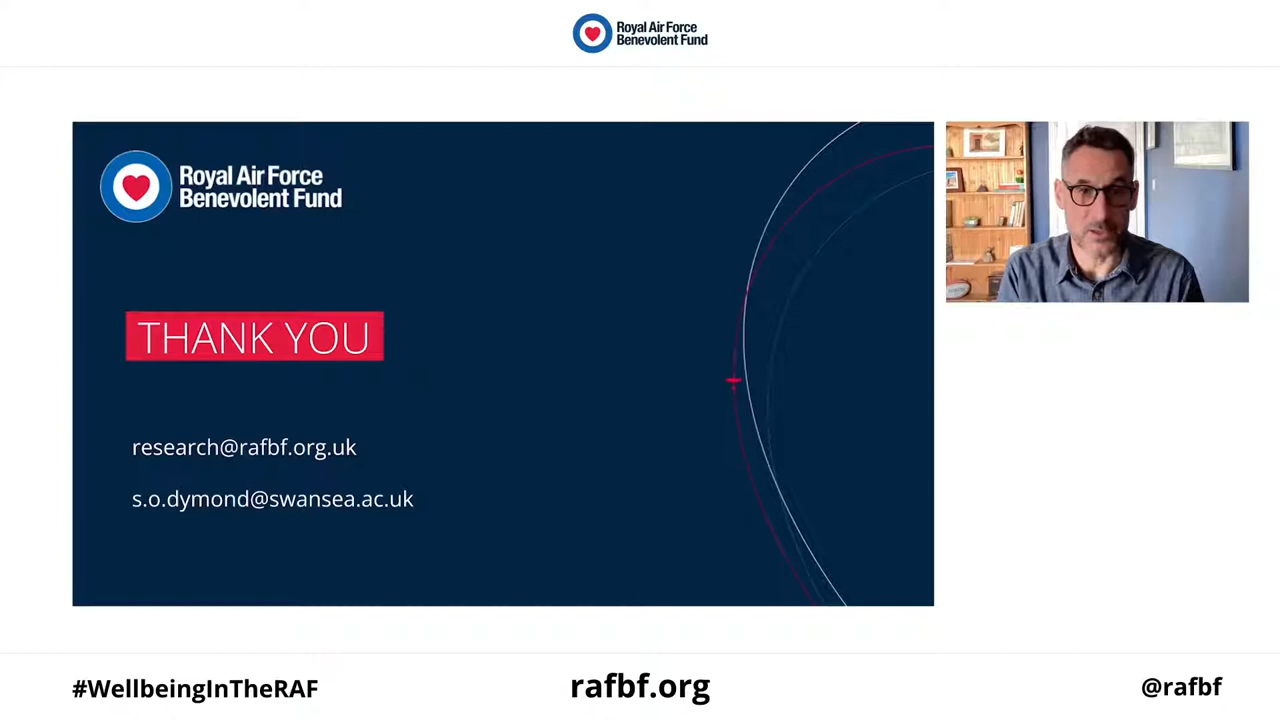 Royal Air Force
Benevolent Fund
Royal Air Force
Benevolent Fund
THANK YOU
research@rafbf.org.uk
s.o.dymond@swansea.ac.uk
#WellbeingInTheRAF
rafbf.org
@rafbf